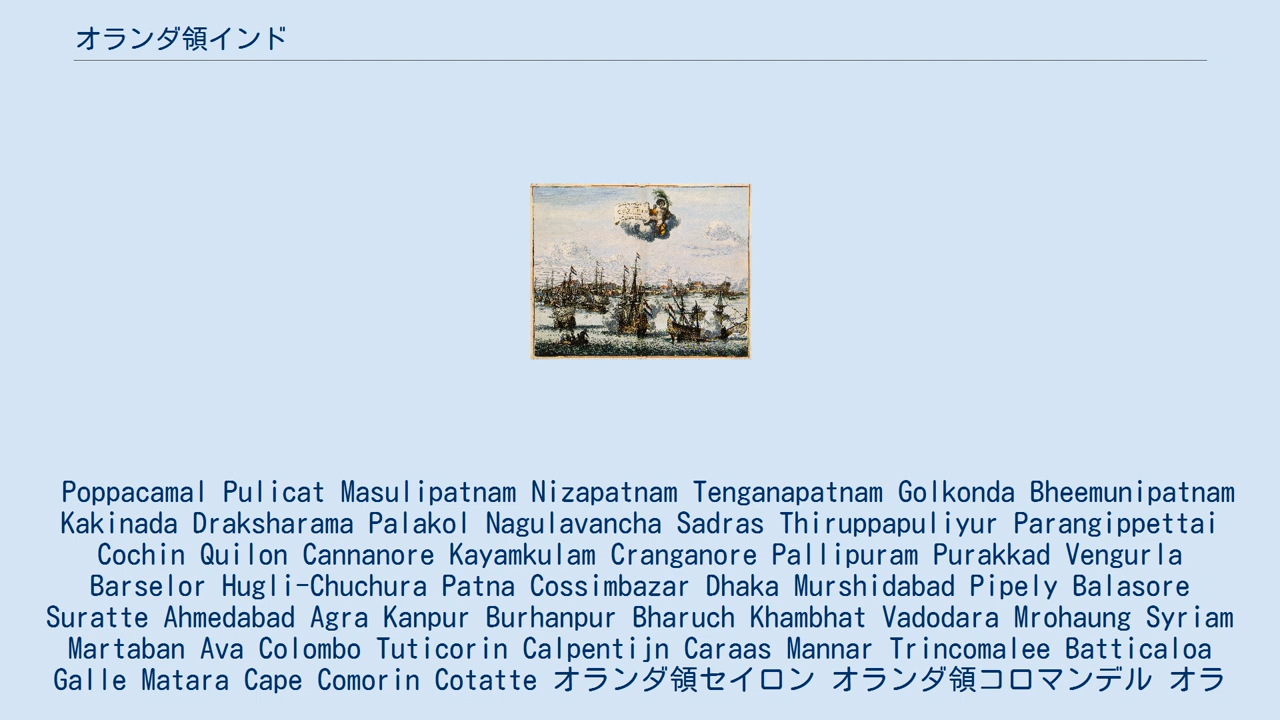 オランダ領インド
Poppacamal Pulicat Masulipatnam Nizapatnam Tenganapatnam Golkonda Bheemunipatnam
Kakinada Draksharama Palakol Nagulavancha Sadras Thiruppapuliyur Parangippettai
Cochin Quilon Cannanore Kayamkulam Cranganore Pallipuram Purakkad Vengurla
Barselor Hugli-Chuchura Patna Cossimbazar Dhaka Murshidabad Pipely Balasore
Suratte Ahmedabad Agra Kanpur Burhanpur Bharuch Khambhat Vadodara Mrohaung Syriam
Martaban Ava Colombo Tuticorin Calpentijn Caraas Mannar Trincomalee Batticaloa
Galle Matara Cape Comorin Cotatte オランダ領セイロン オランダ領コロマンデル オラ